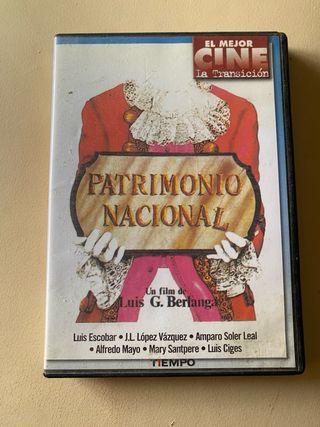 EL MEJOR
CINE
La Transición
PATRIMONIO
NACIONAL
Un film de
Luis G. Berlanga
Luis Escobar • J.L. López Vázquez • Amparo Soler Leal
• Alfredo Mayo • Mary Santpere • Luis Ciges
TIEMPO